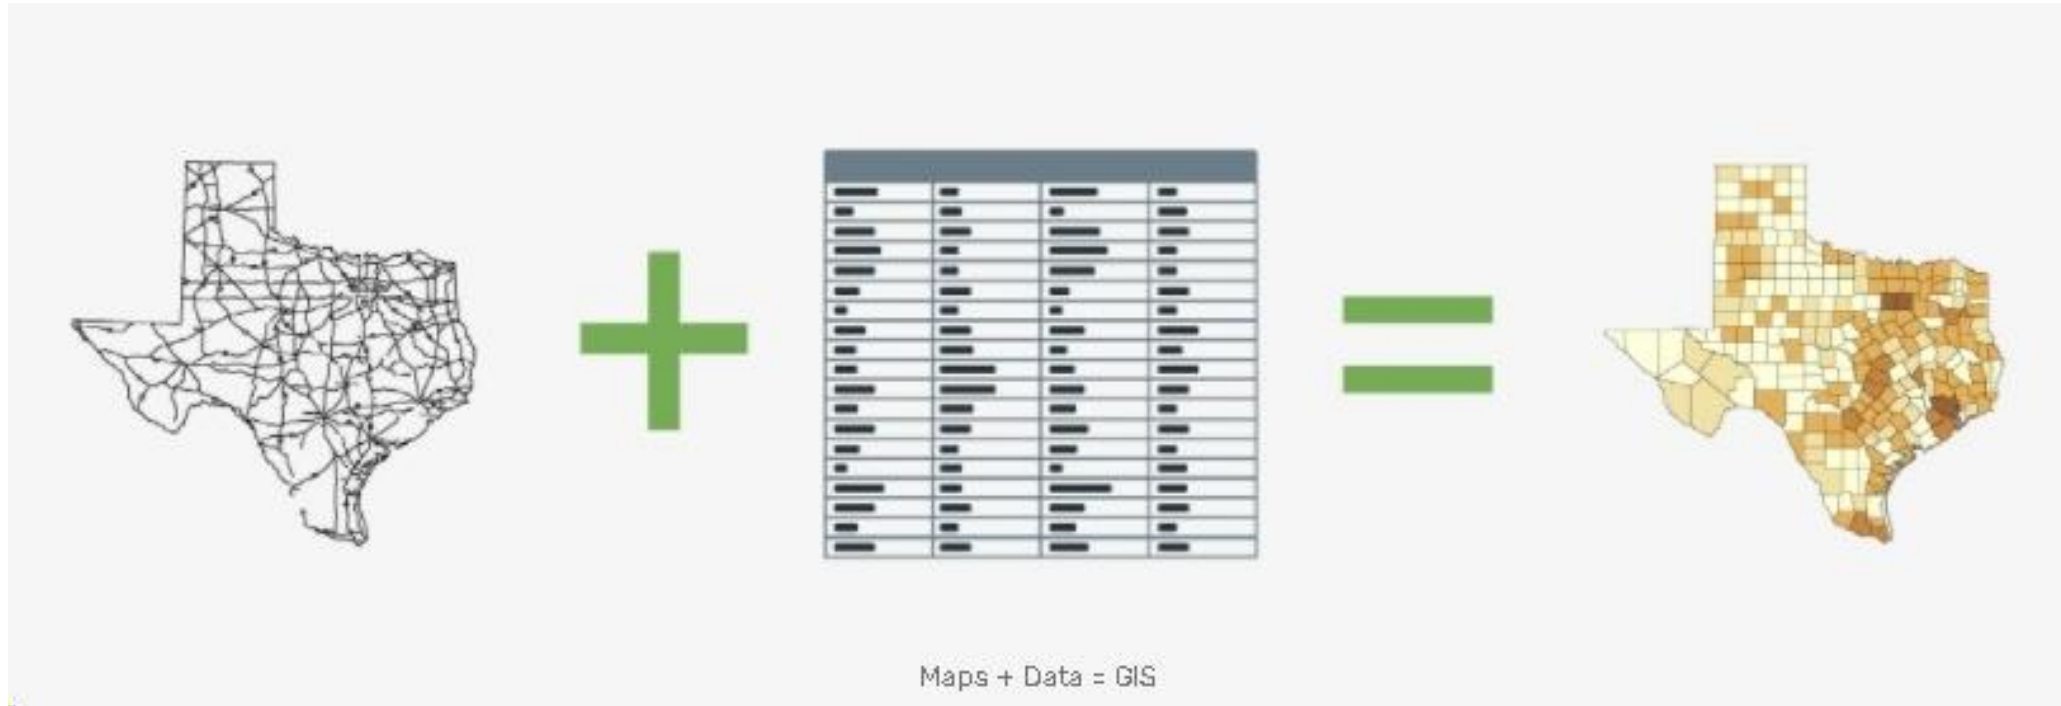 Maps + Data = GIS